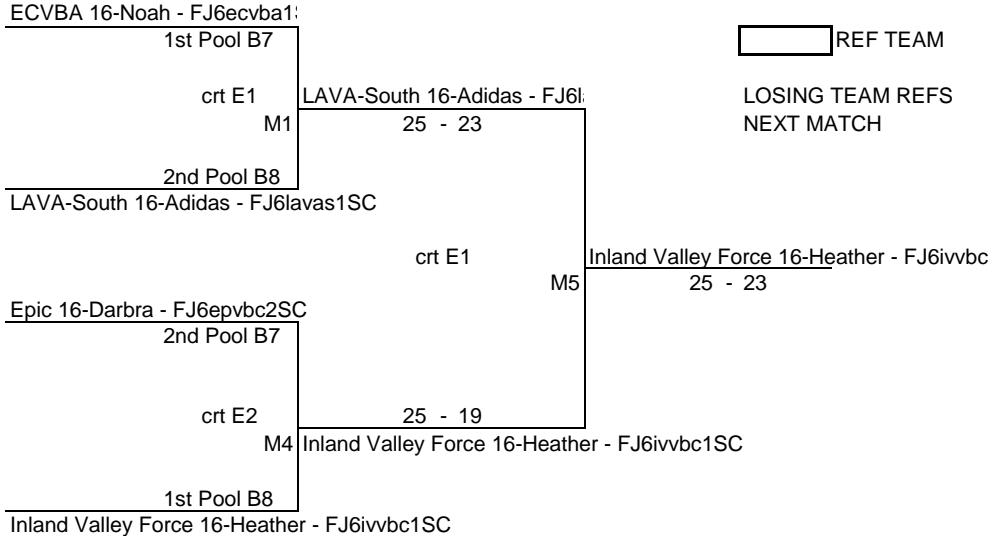 ECVBA 16-Noah - FJ6ecvba1
1st Pool B7
REF TEAM
crt E1
LAVA-South 16-Adidas - FJ6l
LOSING TEAM REFS
M1
25 - 23
NEXT MATCH
2nd Pool B8
LAVA-South 16-Adidas - FJ6lavas1SC
crt E1
Inland Valley Force 16-Heather - FJ6ivvbc
M5
25 - 23
Epic 16-Darbra - FJ6epvbc2SC
2nd Pool B7
crt E2
25 - 19
M4
Inland Valley Force 16-Heather - FJ6ivvbc1SC
1st Pool B8
Inland Valley Force 16-Heather - FJ6ivvbc1SC